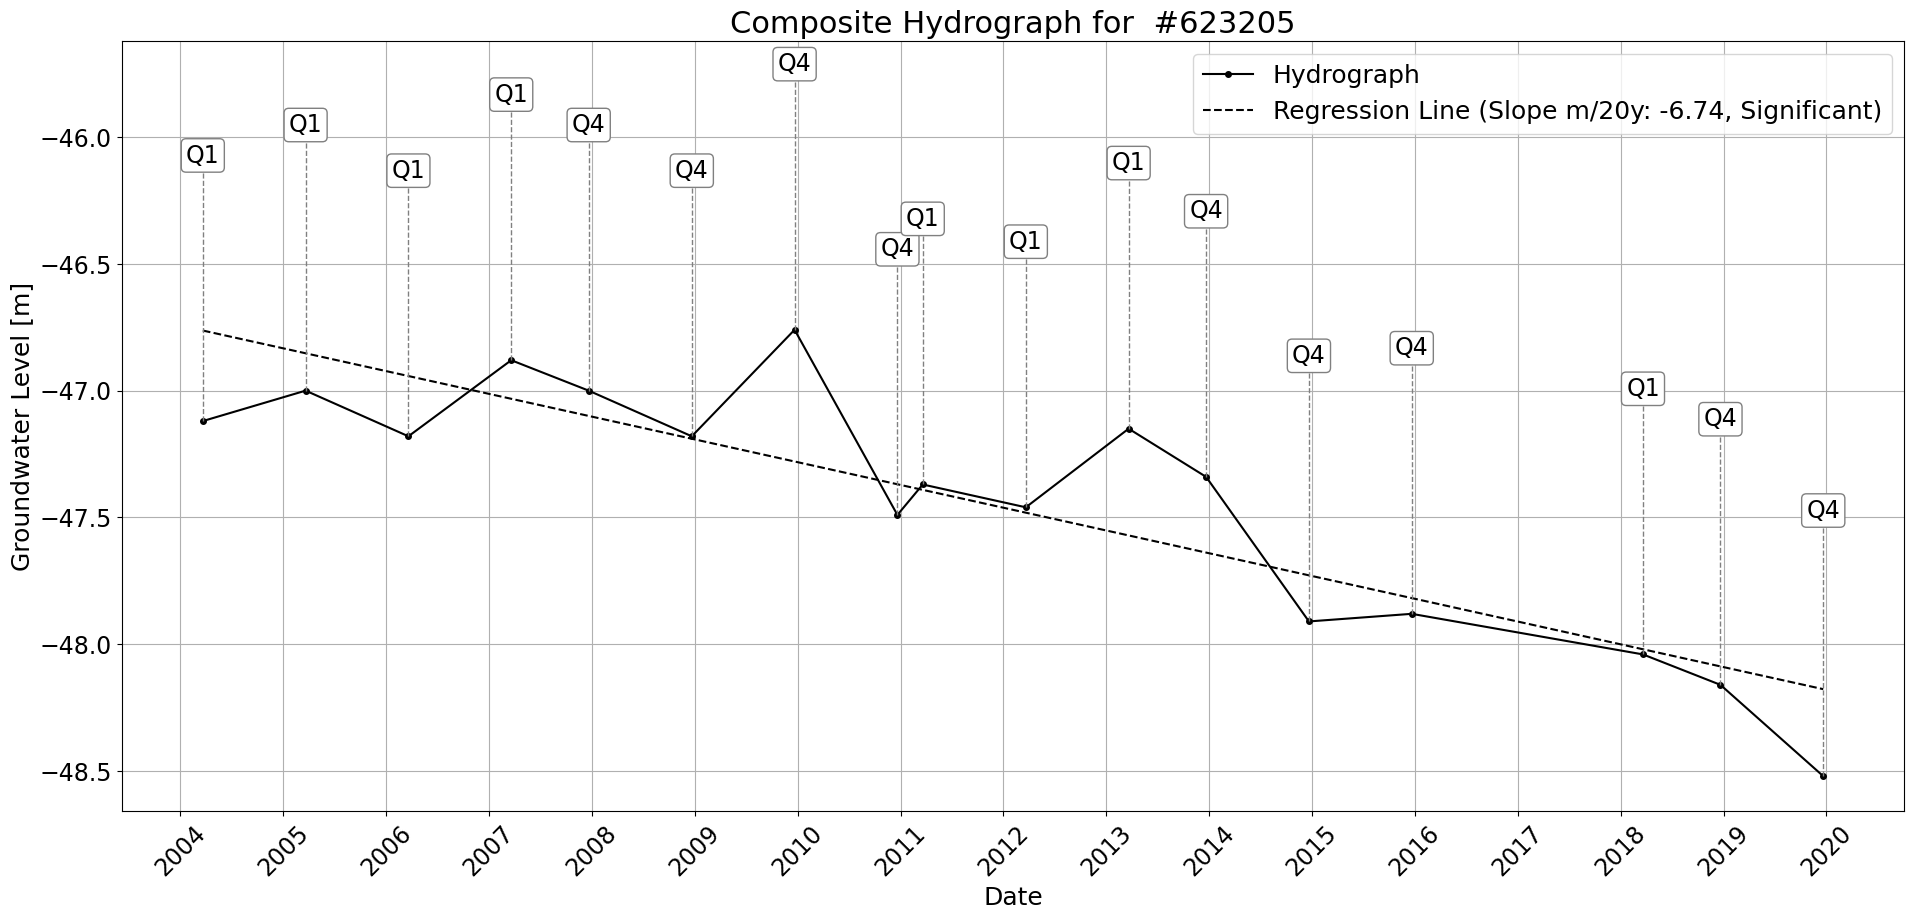 Composite Hydrograph for  #623205
Hydrograph
Regression Line (Slope m/20y: -6.74, Significant)
Q1
Q1
Q1
Q1
Q4
Q4
Q4
Q4
Q1
Q1
Q1
Q4
Q4
Q4
Q1
Q4
Q4
Groundwater Level [m]
−46.0
−46.5
−47.0
−47.5
−48.0
−48.5
2004
2005
2006
2007
2008
2009
2010
2011
2012
2013
2014
2015
2016
2017
2018
2019
2020
Date